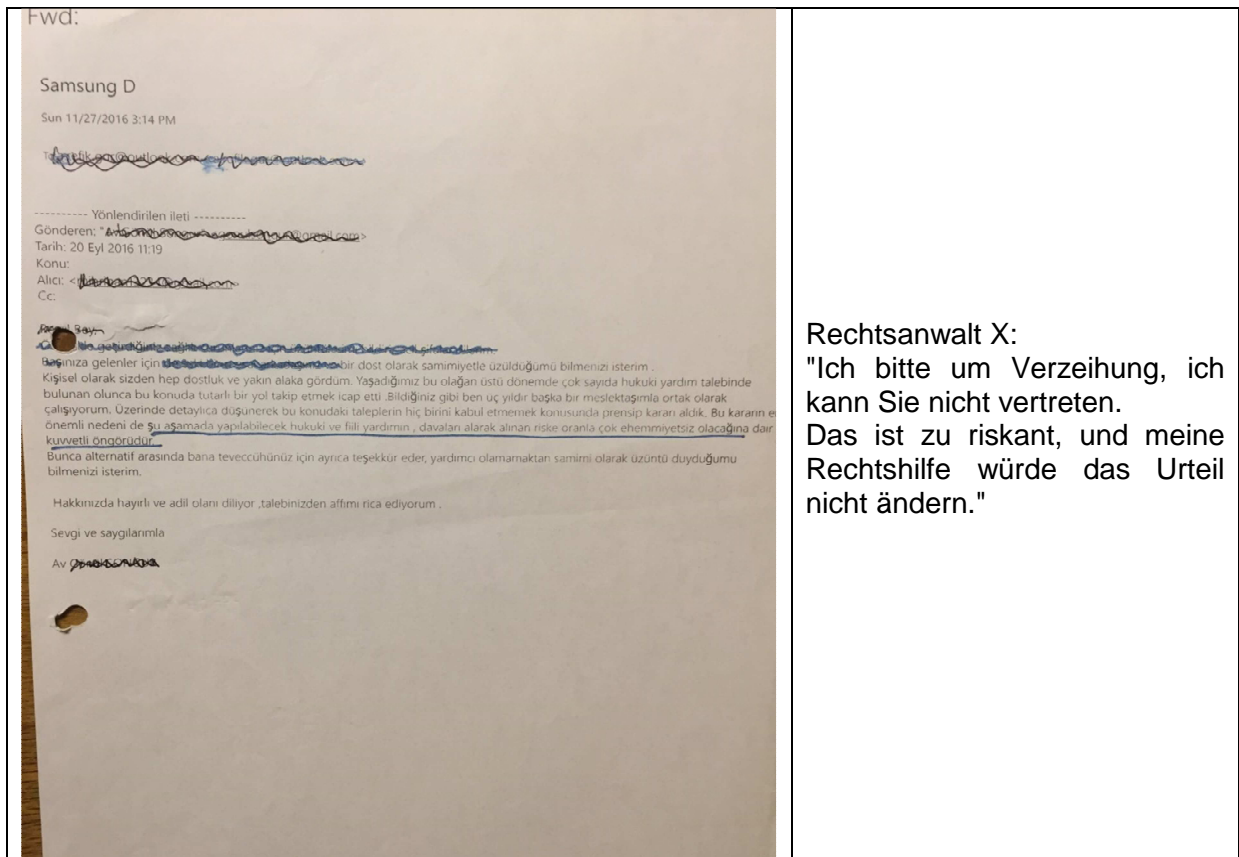 Fwd:
Samsung D
Sun 11/27/2016 3:14 PM
---------- Yönlendirilen ileti ----------
Gönderen: "
Tarih: 20 Eyl 2016 11:19
Konu:
Alıcı: <
Cc:
Başınıza gelenler için bir dost olarak samimiyetle üzüldüğümü bilmenizi isterim .
Kişisel olarak sizden hep dostluk ve yakın alaka gördüm. Yaşadığımız bu olağan üstü dönemde çok sayıda hukuki yardım talebinde
bulunan olunca bu konuda tutarlı bir yol takip etmek icap etti .Bildiğiniz gibi ben üç yıldır başka bir meslektaşımla ortak olarak
çalışıyorum. Üzerinde detaylıca düşünerek bu konudaki taleplerin hiç birini kabul etmemek konusunda prensip kararı aldık. Bu kararın
önemli nedeni de şu aşamada yapılabilecek hukuki ve fiili yardımın , davaları alarak alınan riske oranla çok ehemmiyetsiz olacağına dair
kuvvetli öngörüdür.
Bunca alternatif arasında bana teveccühünüz için ayrıca teşekkür eder, yardımcı olamamaktan samimi olarak üzüntü duyduğumu
bilmenizi isterim.
Hakkınızda hayırlı ve adil olanı diliyor ,talebinizden affımı rica ediyorum .
Sevgi ve saygılarımla
Av
Rechtsanwalt X:
"Ich bitte um Verzeihung, ich
kann Sie nicht vertreten.
Das ist zu riskant, und meine
Rechtshilfe würde das Urteil
nicht ändern."